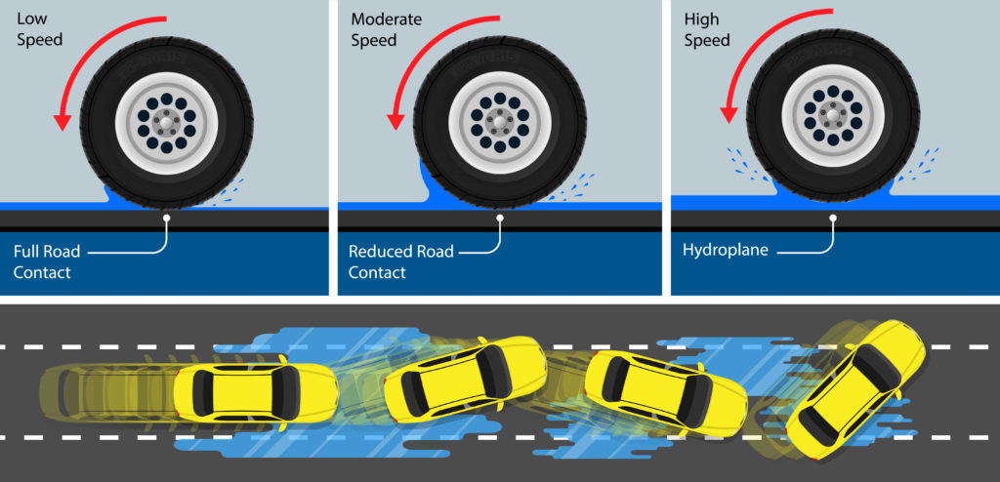 Low
Speed
Full Road
Contact
Moderate
Speed
Reduced Road
Contact
High
Speed
Hydroplane